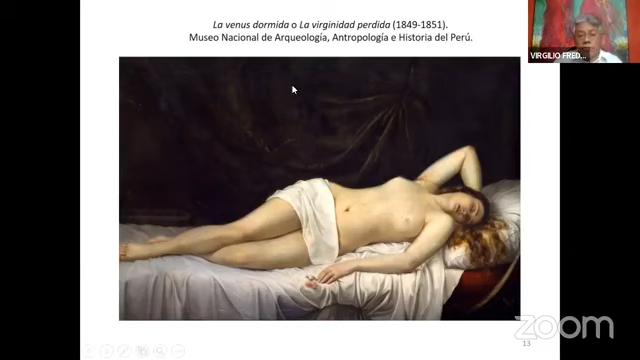 La venus dormida o La virginidad perdida (1849-1851).
Museo Nacional de Arqueología, Antropología e Historia del Perú.
VIRGILIO FRED...
zoom
13